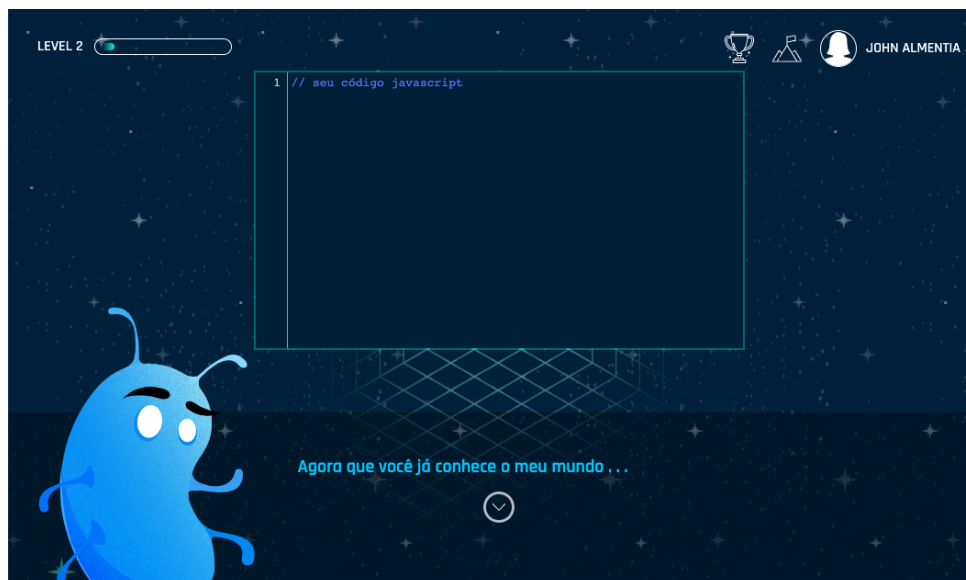 LEVEL 2
JOHN ALMENTIA
1 // seu código javascript
Agora que você já conhece o meu mundo . . .